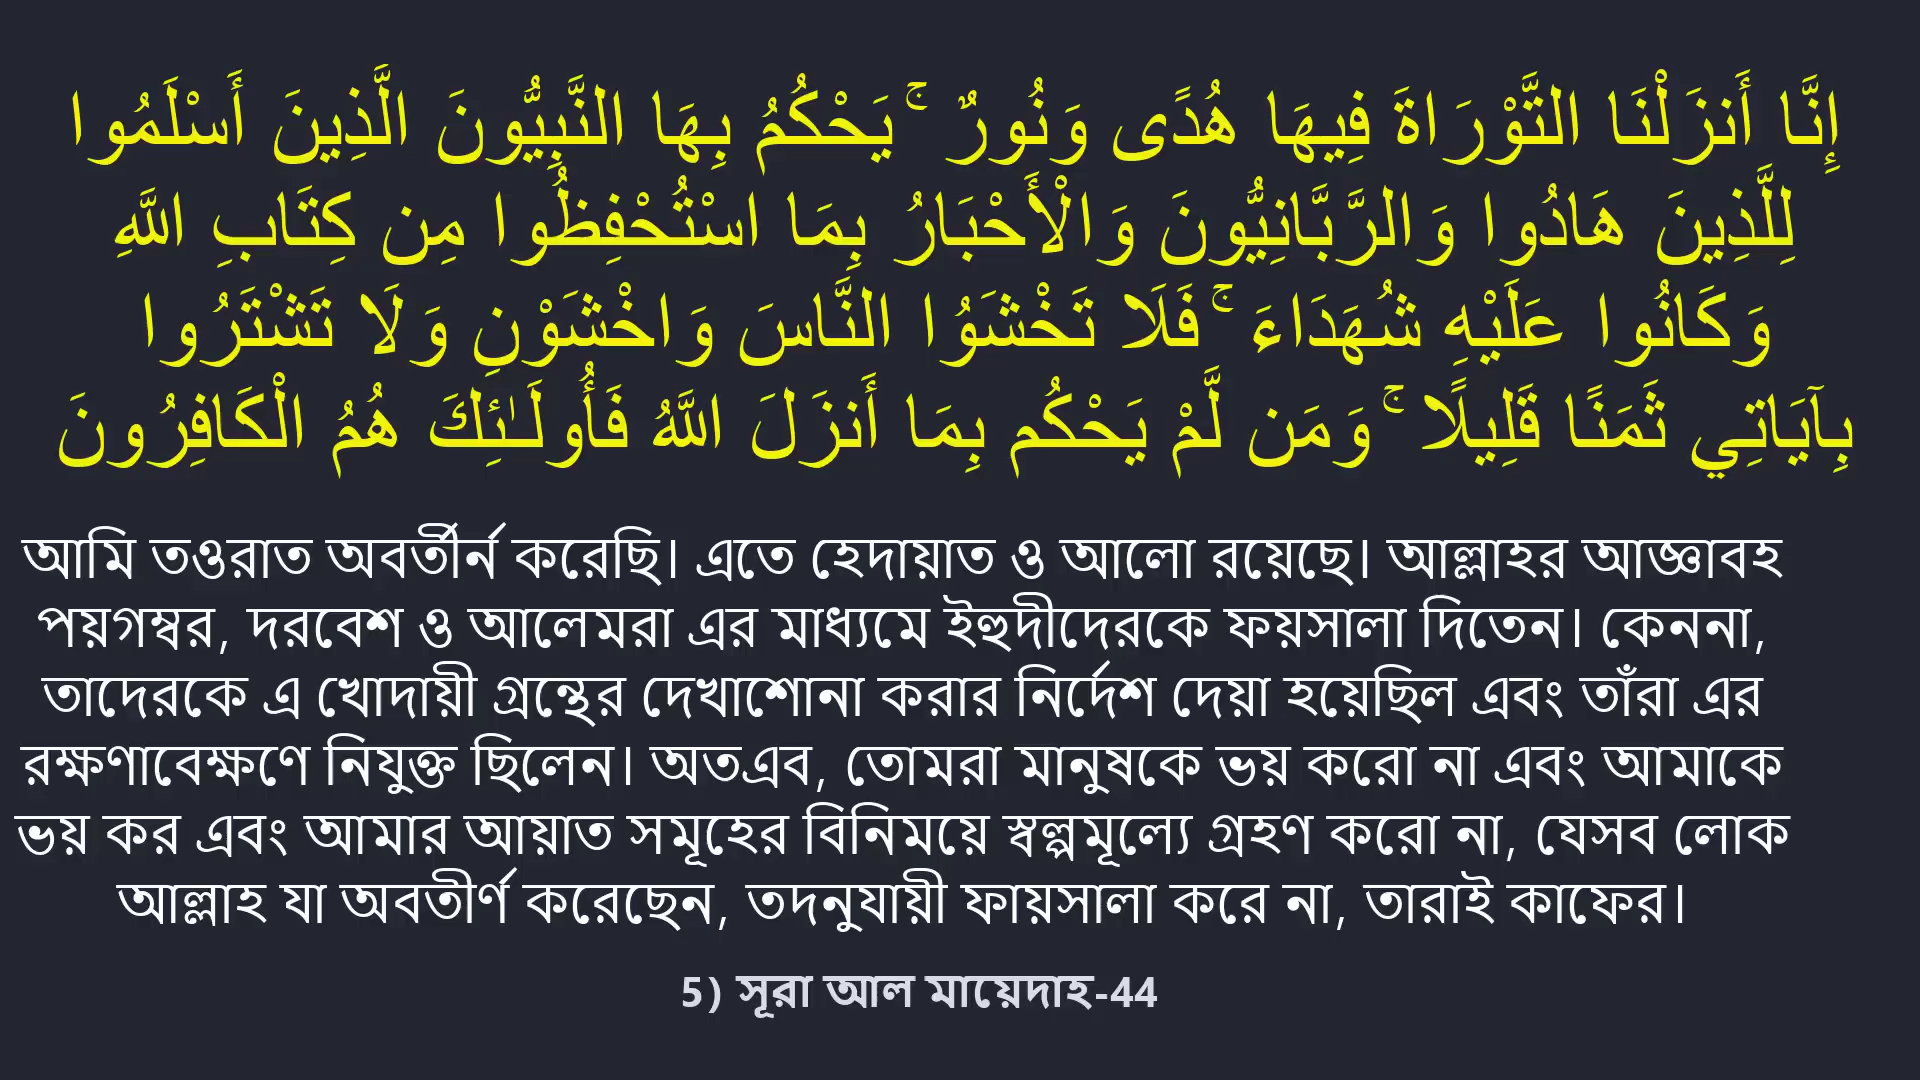 إِنَّا أَنزَلْنَا التَّوْرَاةَ فِيهَا هُدًى وَنُورٌ ۚ يَحْكُمُ بِهَا النَّبِيُّونَ الَّذِينَ أَسْلَمُوا
لِلَّذِينَ هَادُوا وَالرَّبَّانِيُّونَ وَالْأَحْبَارُ بِمَا اسْتُحْفِظُوا مِن كِتَابِ اللَّهِ
وَكَانُوا عَلَيْهِ شُهَدَاءَ ۚ فَلَا تَخْشَوُا النَّاسَ وَاخْشَوْنِ وَلَا تَشْتَرُوا
بِآيَاتِي ثَمَنًا قَلِيلًا ۚ وَمَن لَّمْ يَحْكُم بِمَا أَنزَلَ اللَّهُ فَأُولَـٰئِكَ هُمُ الْكَافِرُونَ
আমি তওরাত অবর্তীর্ন করেছি। এতে হেদায়াত ও আলো রয়েছে। আল্লাহর আজ্ঞাবহ
পয়গম্বর, দরবেশ ও আলেমরা এর মাধ্যমে ইহুদীদেরকে ফয়সালা দিতেন। কেননা,
তাদেরকে এ খোদায়ী গ্রন্থের দেখাশোনা করার নির্দেশ দেয়া হয়েছিল এবং তাঁরা এর
রক্ষণাবেক্ষণে নিযুক্ত ছিলেন। অতএব, তোমরা মানুষকে ভয় করো না এবং আমাকে
ভয় কর এবং আমার আয়াত সমূহের বিনিময়ে স্বল্পমূল্যে গ্রহণ করো না, যেসব লোক
আল্লাহ যা অবতীর্ণ করেছেন, তদনুযায়ী ফায়সালা করে না, তারাই কাফের।
5) সূরা আল মায়েদাহ-44